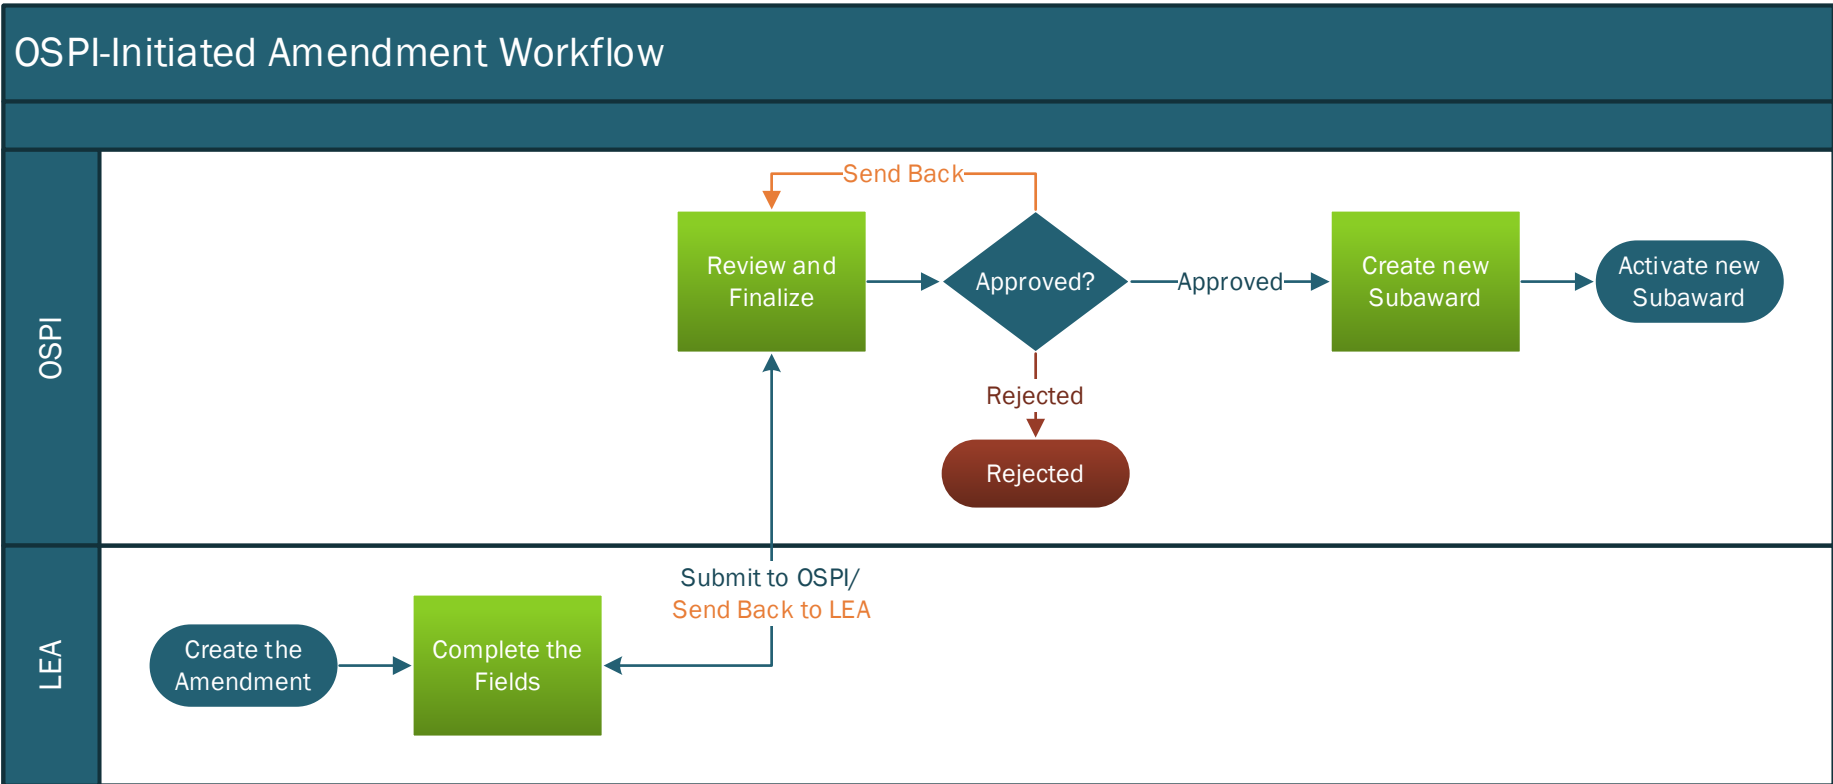 OSPI-Initiated Amendment Workflow
OSPI
Send Back
Review and
Finalize
Approved?
Approved
Create new
Subaward
Activate new
Subaward
Rejected
Rejected
LEA
Submit to OSPI/
Send Back to LEA
Create the
Amendment
Complete the
Fields